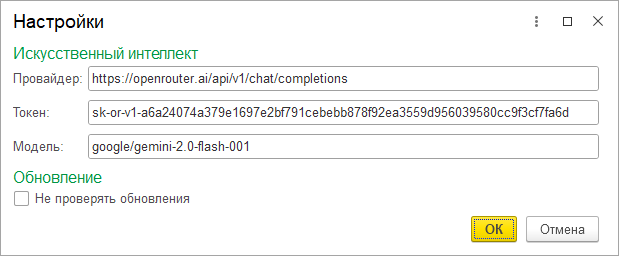 Настройки
Искусственный интеллект
Провайдер: https://openrouter.ai/api/v1/chat/completions
Токен: 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
Модель: google/gemini-2.0-flash-001
Обновление
Не проверять обновления
ОК Отмена